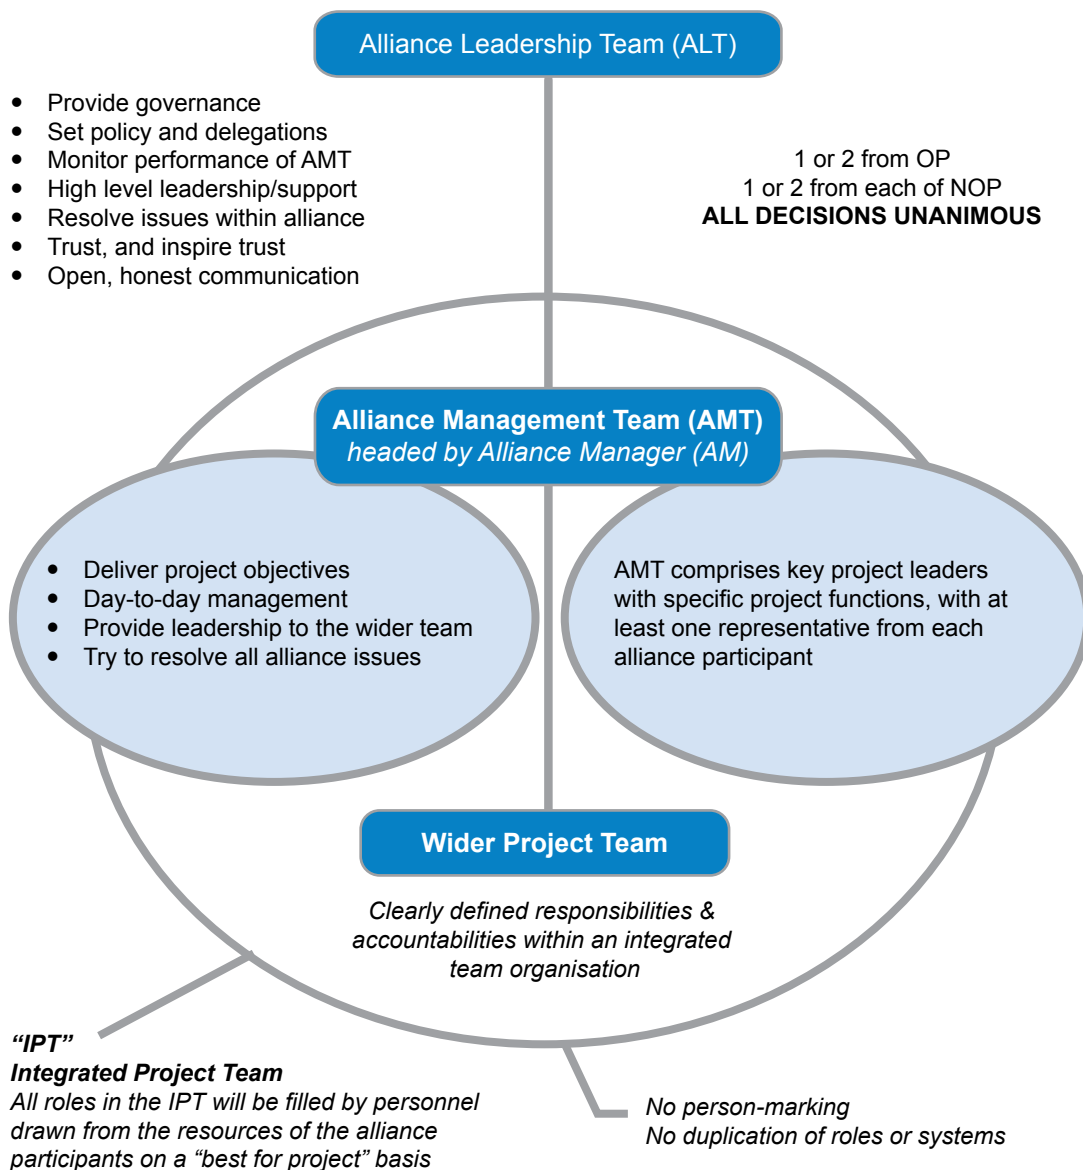 Alliance Leadership Team (ALT)
• Provide governance
• Set policy and delegations
• Monitor performance of AMT
• High level leadership/support
• Resolve issues within alliance
• Trust, and inspire trust
• Open, honest communication
1 or 2 from OP
1 or 2 from each of NOP
ALL DECISIONS UNANIMOUS
Alliance Management Team (AMT)
headed by Alliance Manager (AM)
• Deliver project objectives
• Day-to-day management
• Provide leadership to the wider team
• Try to resolve all alliance issues
AMT comprises key project leaders
with specific project functions, with at
least one representative from each
alliance participant
Wider Project Team
Clearly defined responsibilities &
accountabilities within an integrated
team organisation
“IPT”
Integrated Project Team
All roles in the IPT will be filled by personnel
drawn from the resources of the alliance
participants on a “best for project” basis
No person-marking
No duplication of roles or systems